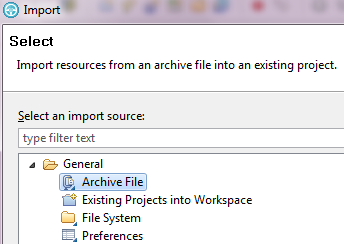 Import
Select
Import resources from an archive file into an existing project.
Select an import source:
type filter text
General
Archive File
Existing Projects into Workspace
File System
Preferences